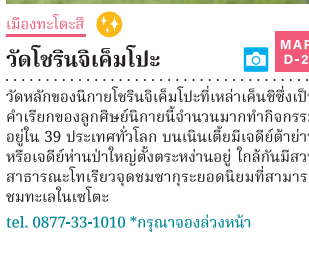 เมืองทะโดะสึ
วัดโชรินจิเค็มโปะ
MAP
D-2
วัดหลักของนิกายโชรินจิเค็มโปะที่เหล่าเค็นชิซึ่งเป็น
คำเรียกของลูกศิษย์นิกายนี้จำนวนมากทำกิจกรรม
อยู่ใน 39 ประเทศทั่วโลก บนเนินเตี้ยมีเจดีย์ต้าย่า
หรือเจดีย์ห่านป่าใหญ่ตั้งตระหง่านอยู่ ใกล้กันมีสวน
สาธารณะโทเรียวจุดชมซากุระยอดนิยมที่สามาร
ชมทะเลในเซโตะ
tel. 0877-33-1010 *กรุณาจองล่วงหน้า